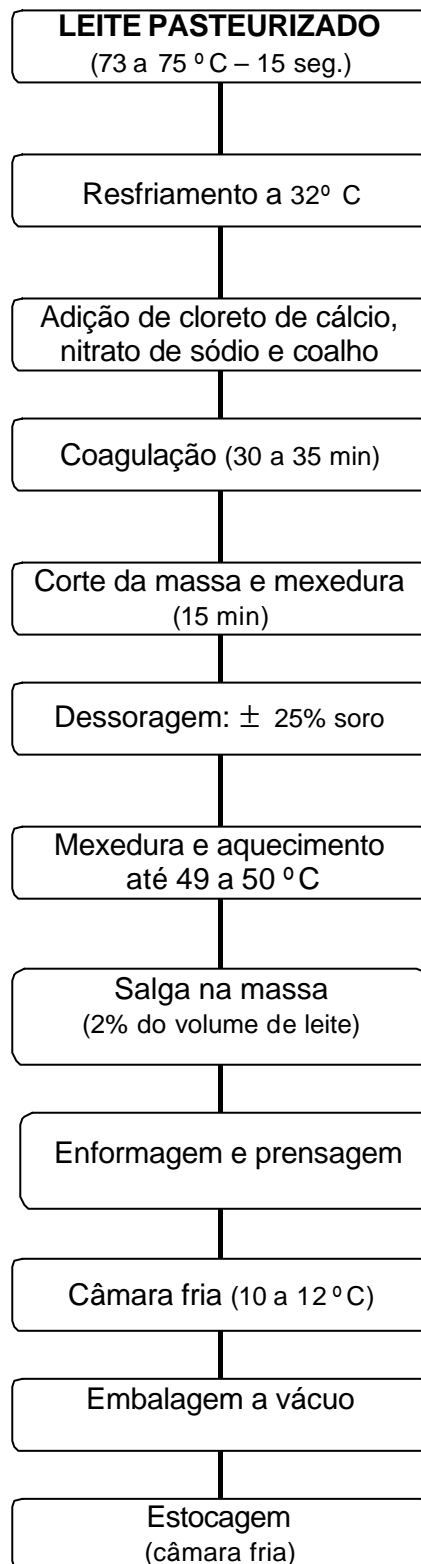 LEITE PASTEURIZADO
(73 a 75 º C – 15 seg.)
Resfriamento a 32º C
Adição de cloreto de cálcio,
nitrato de sódio e coalho
Coagulação (30 a 35 min)
Corte da massa e mexedura
(15 min)
Dessoragem: ± 25% soro
Mexedura e aquecimento
até 49 a 50 º C
Salga na massa
(2% do volume de leite)
Enformagem e prensagem
Câmara fria (10 a 12 º C)
Embalagem a vácuo
Estocagem
(câmara fria)